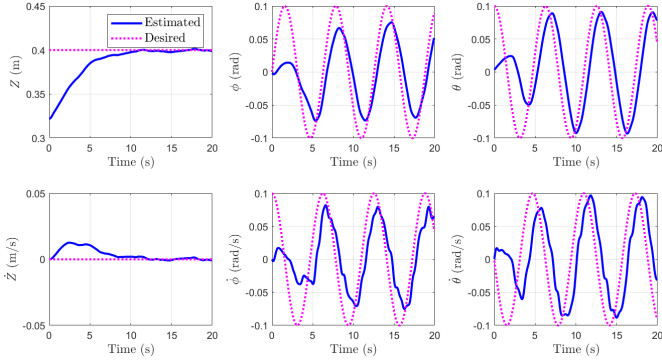 0.5
0.4
0.3
Z (m)
0 5 10 15 20
Time (s)
Estimated
Desired
0.1
0.05
0
-0.05
-0.1
ϕ (rad)
0 5 10 15 20
Time (s)
0.1
0.05
0
-0.05
-0.1
θ (rad)
0 5 10 15 20
Time (s)
0.05
0
-0.05
Ż (m/s)
0 5 10 15 20
Time (s)
0.1
0.05
0
-0.05
-0.1
ϕ̇ (rad/s)
0 5 10 15 20
Time (s)
0.1
0.05
0
-0.05
-0.1
θ̇ (rad/s)
0 5 10 15 20
Time (s)